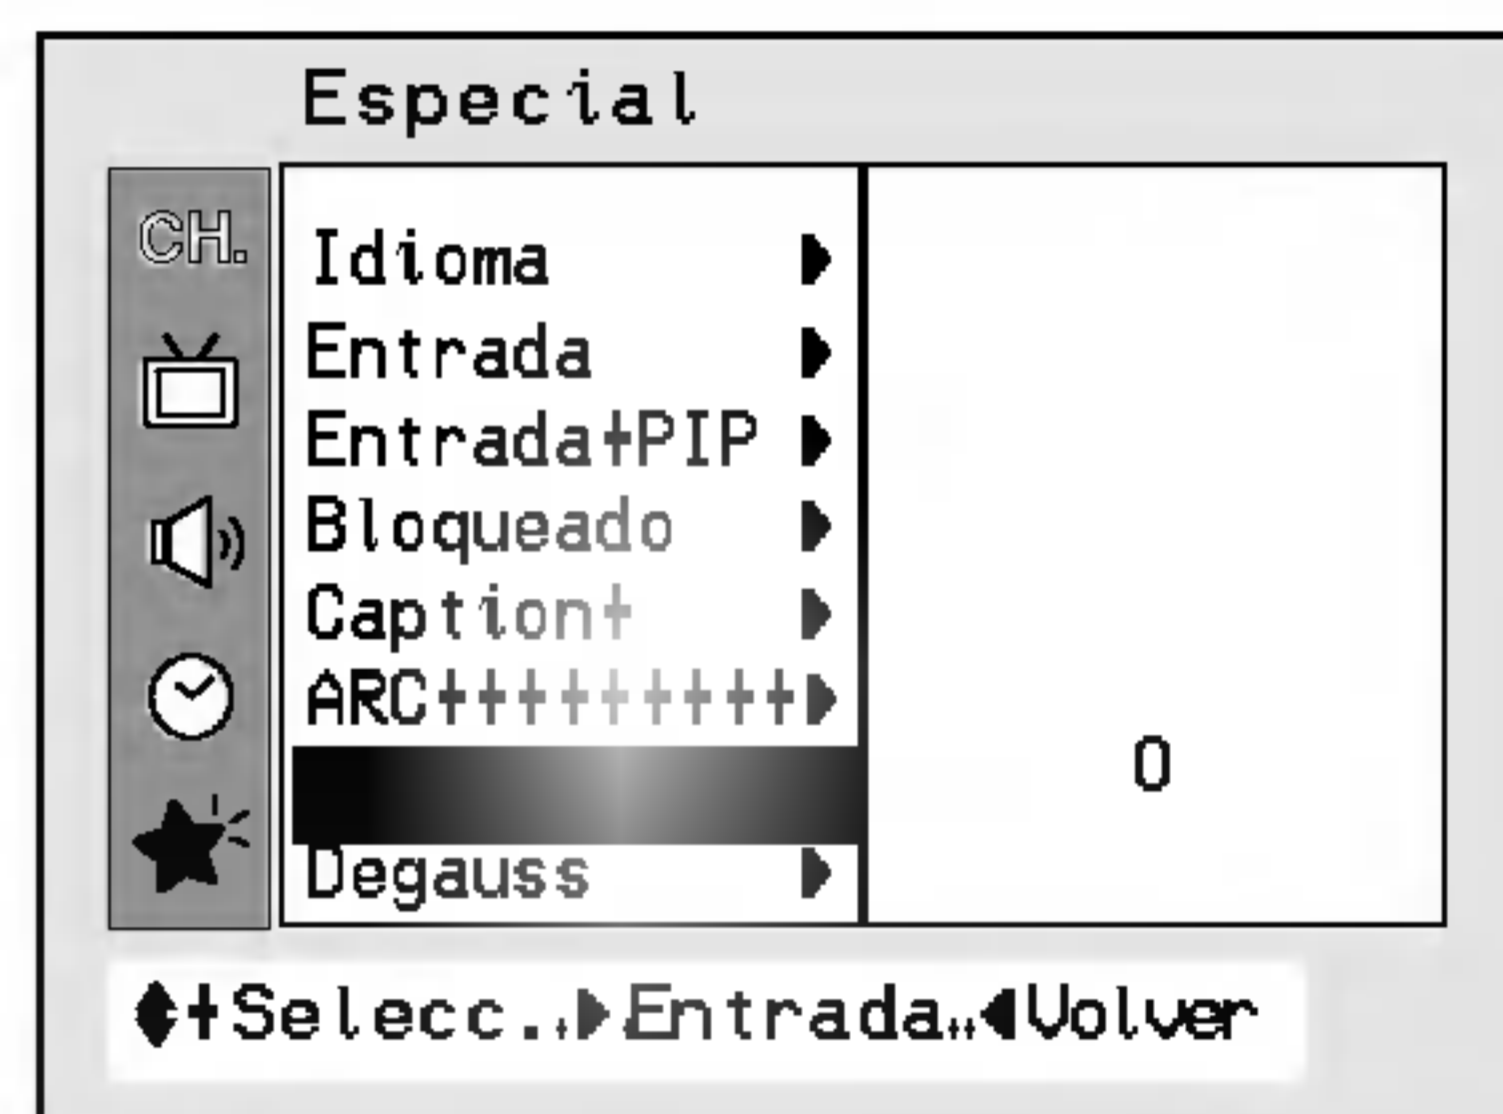 Especial
CH.
Idioma
Entrada
Entrada PIP
Bloqueado
Caption
ARC
0
Degauss
Selecc. Entrada Volver